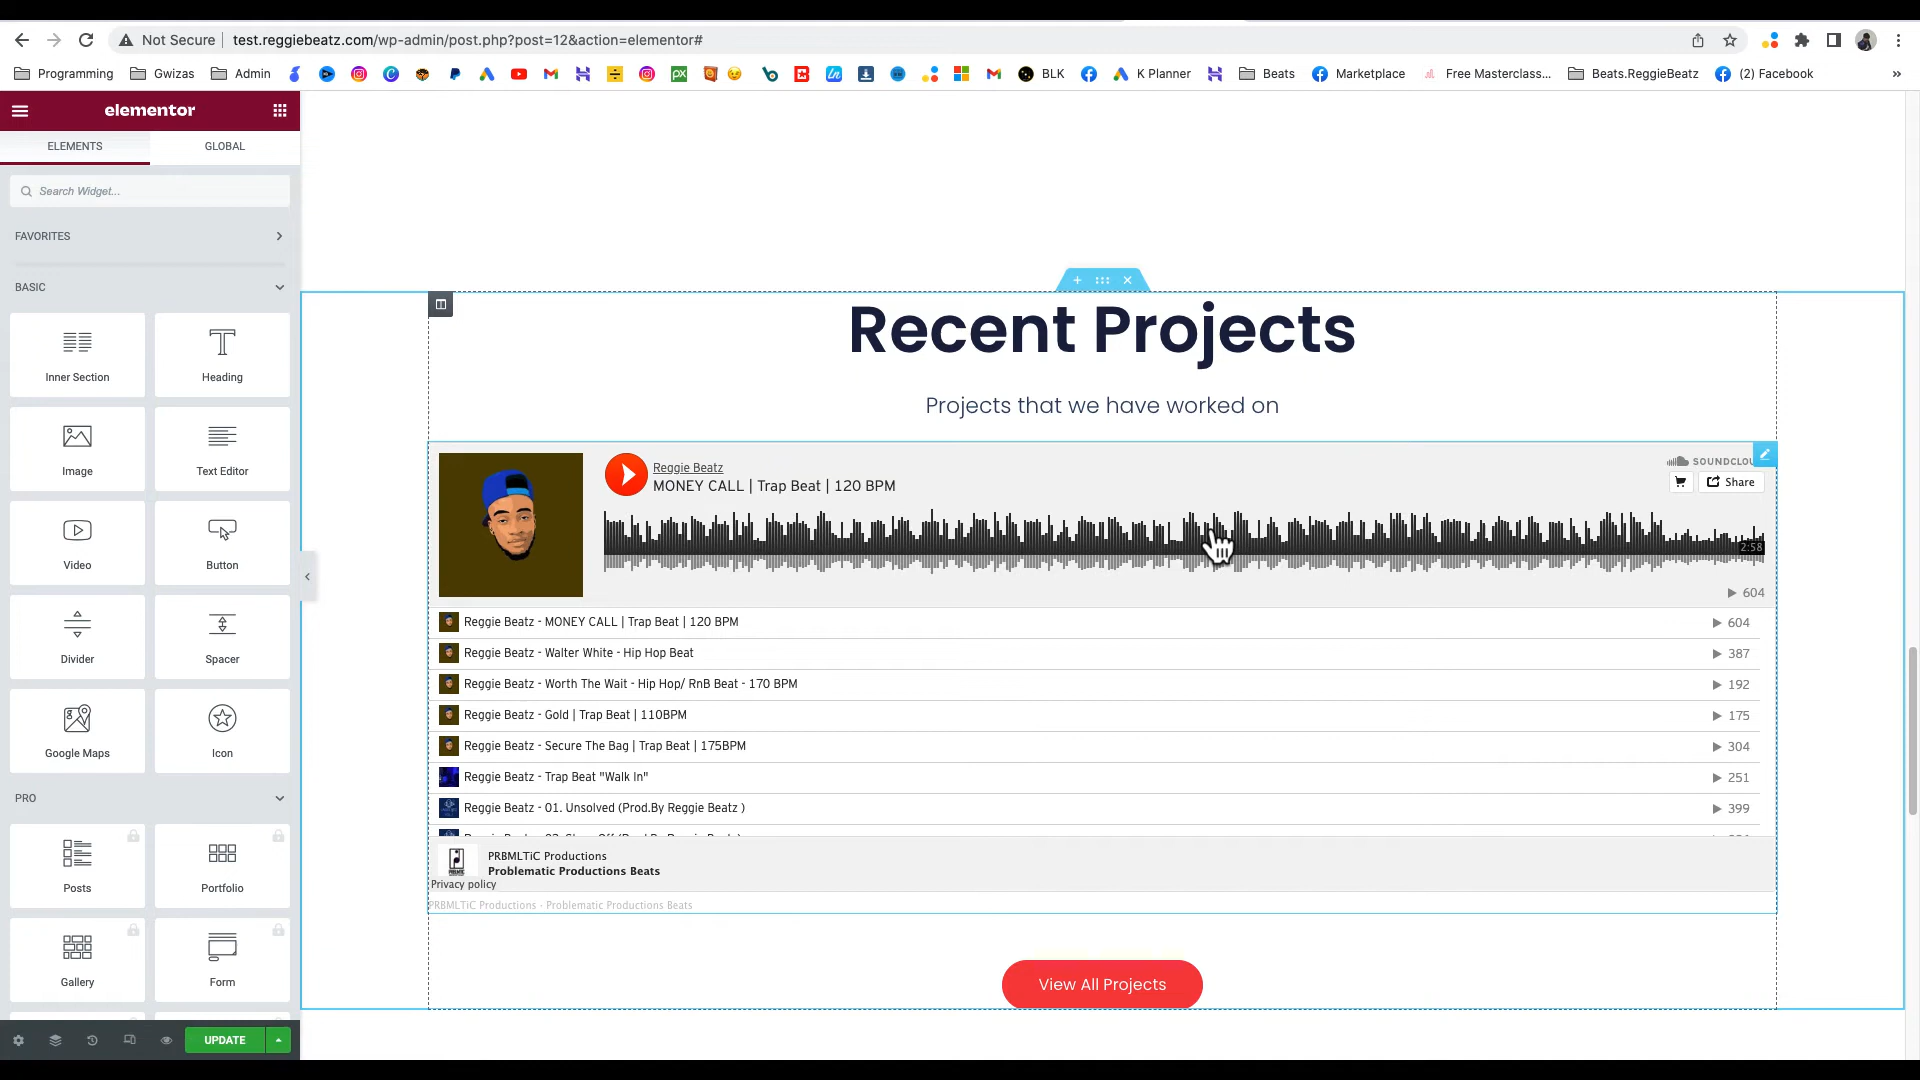 Not Secure
test.reggiebeatz.com/wp-admin/post.php?post=12&action=elementor#
Programming Gwizas Admin BLK K Planner Beats Marketplace Free Masterclass... Beats.ReggieBeatz (2) Facebook »
elementor
ELEMENTS GLOBAL
Search Widget...
FAVORITES
BASIC
Inner Section Heading
Image Text Editor
Video Button
Divider Spacer
Google Maps Icon
PRO
Posts Portfolio
Gallery Form
UPDATE
Recent Projects
Projects that we have worked on
Reggie Beatz
MONEY CALL | Trap Beat | 120 BPM
SOUNDCLOU
Share
2:58
604
Reggie Beatz - MONEY CALL | Trap Beat | 120 BPM 604
Reggie Beatz - Walter White - Hip Hop Beat 387
Reggie Beatz - Worth The Wait - Hip Hop/ RnB Beat - 170 BPM 192
Reggie Beatz - Gold | Trap Beat | 110BPM 175
Reggie Beatz - Secure The Bag | Trap Beat | 175BPM 304
Reggie Beatz - Trap Beat "Walk In" 251
Reggie Beatz - 01. Unsolved (Prod.By Reggie Beatz ) 399
PRBMLTiC Productions
Problematic Productions Beats
Privacy policy
PRBMLTiC Productions · Problematic Productions Beats
View All Projects